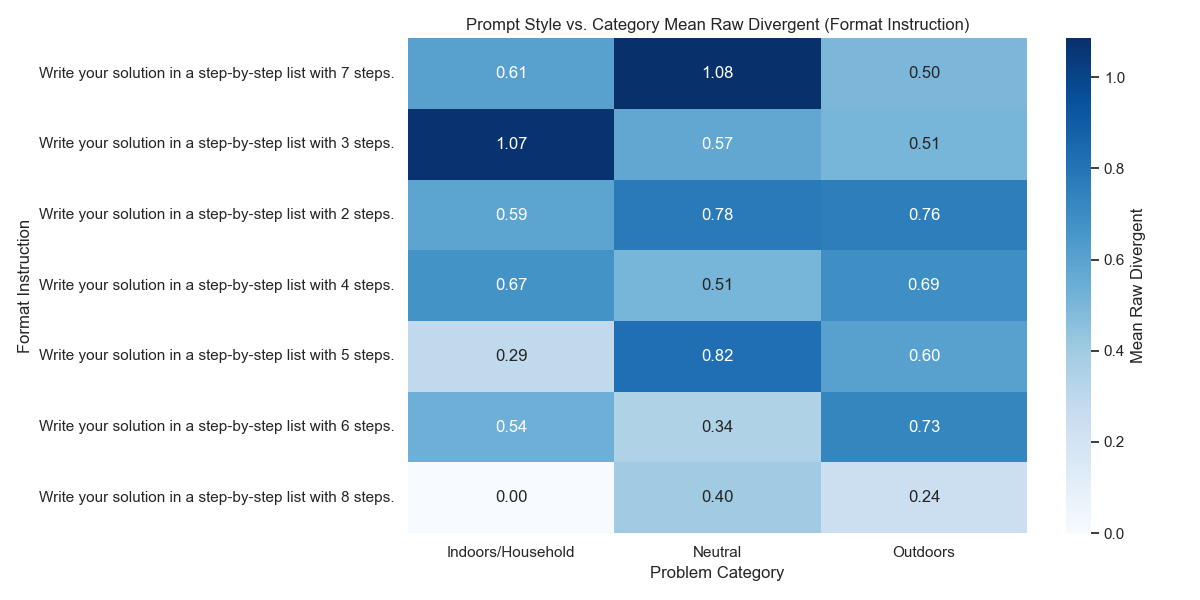 Prompt Style vs. Category Mean Raw Divergent (Format Instruction)
Format Instruction
Write your solution in a step-by-step list with 7 steps. 0.61 1.08 0.50
Write your solution in a step-by-step list with 3 steps. 1.07 0.57 0.51
Write your solution in a step-by-step list with 2 steps. 0.59 0.78 0.76
Write your solution in a step-by-step list with 4 steps. 0.67 0.51 0.69
Write your solution in a step-by-step list with 5 steps. 0.29 0.82 0.60
Write your solution in a step-by-step list with 6 steps. 0.54 0.34 0.73
Write your solution in a step-by-step list with 8 steps. 0.00 0.40 0.24
Indoors/Household Neutral Outdoors
Problem Category
1.0
0.8
0.6
0.4
0.2
0.0
Mean Raw Divergent